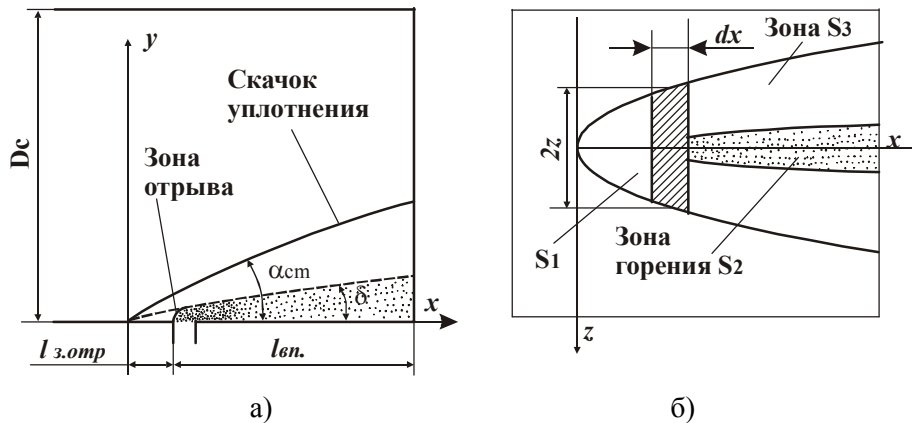 Dc
y
Скачок
уплотнения
Зона
отрыва
αcm
δ
x
l з.отр
lвп.
а)
dx
Зона S3
2z
x
S1
Зона
горения S2
z
б)